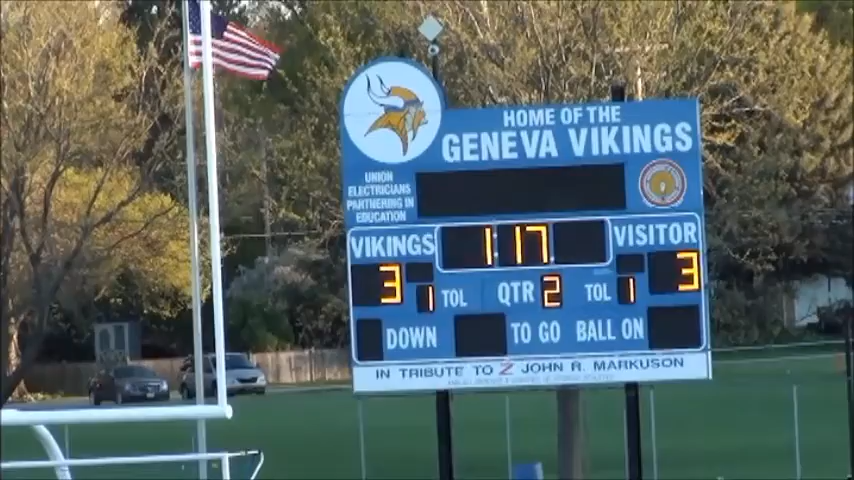 HOME OF THE
GENEVA VIKINGS
UNION
ELECTRICIANS
PARTNERING IN
EDUCATION
VIKINGS 1 17 VISITOR
3 1 TOL QTR 2 TOL 1 3
DOWN TO GO BALL ON
IN TRIBUTE TO Z JOHN R. MARKUSON